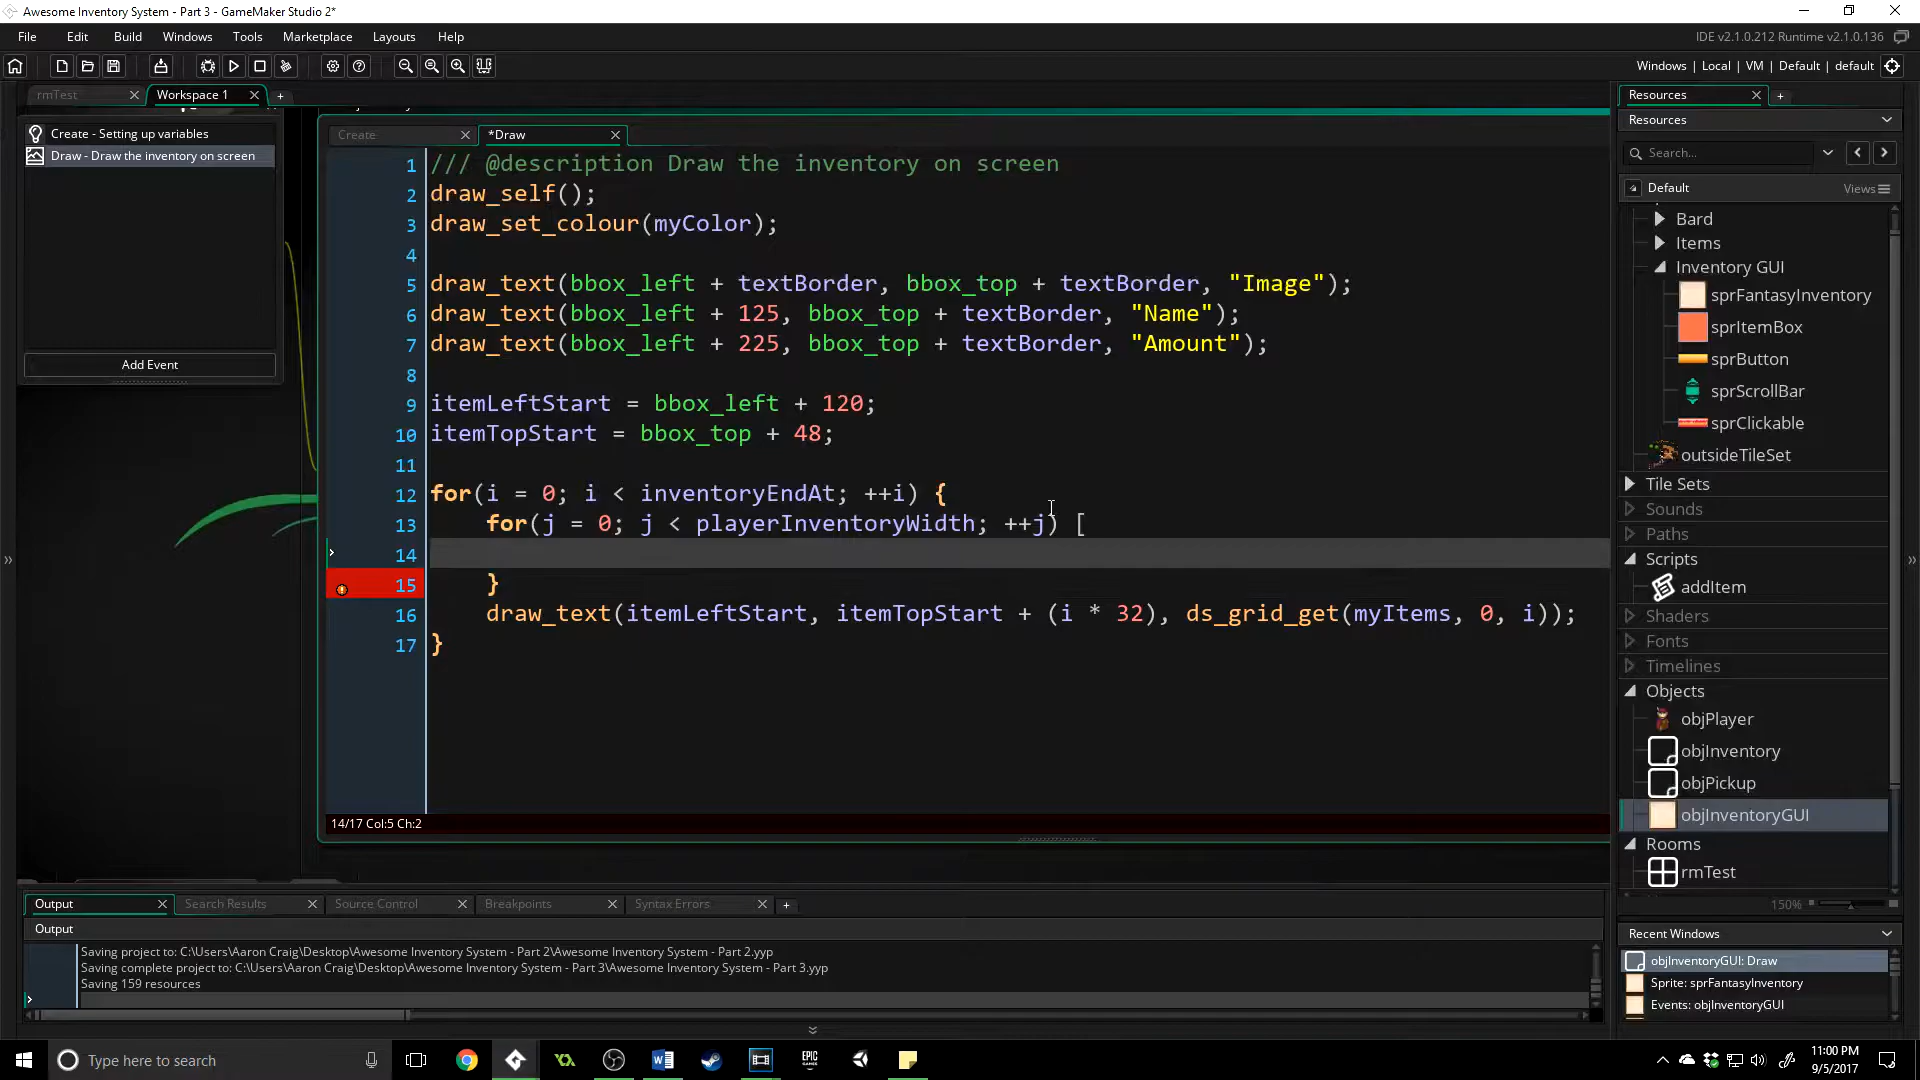 Awesome Inventory System - Part 3 - GameMaker Studio 2*
File Edit Build Windows Tools Marketplace Layouts Help
IDE v2.1.0.212 Runtime v2.1.0.136
Windows | Local | VM | Default | default
rmTest
Workspace 1
Create - Setting up variables
Draw - Draw the inventory on screen
Add Event
Create
*Draw
1 /// @description Draw the inventory on screen
2 draw_self();
3 draw_set_colour(myColor);
4
5 draw_text(bbox_left + textBorder, bbox_top + textBorder, "Image");
6 draw_text(bbox_left + 125, bbox_top + textBorder, "Name");
7 draw_text(bbox_left + 225, bbox_top + textBorder, "Amount");
8
9 itemLeftStart = bbox_left + 120;
10 itemTopStart = bbox_top + 48;
11
12 for(i = 0; i < inventoryEndAt; ++i) {
13 for(j = 0; j < playerInventoryWidth; ++j) [
14
15 }
16 draw_text(itemLeftStart, itemTopStart + (i * 32), ds_grid_get(myItems, 0, i));
17 }
14/17 Col:5 Ch:2
Resources
Resources
Search...
Default
Views
Bard
Items
Inventory GUI
sprFantasyInventory
sprItemBox
sprButton
sprScrollBar
sprClickable
outsideTileSet
Tile Sets
Sounds
Paths
Scripts
addItem
Shaders
Fonts
Timelines
Objects
objPlayer
objInventory
objPickup
objInventoryGUI
Rooms
rmTest
150%
Recent Windows
objInventoryGUI: Draw
Sprite: sprFantasyInventory
Events: objInventoryGUI
Output Search Results Source Control Breakpoints Syntax Errors
Output
Saving project to: C:\Users\Aaron Craig\Desktop\Awesome Inventory System - Part 2\Awesome Inventory System - Part 2.yyp
Saving complete project to: C:\Users\Aaron Craig\Desktop\Awesome Inventory System - Part 3\Awesome Inventory System - Part 3.yyp
Saving 159 resources
Type here to search
EPIC GAMES
11:00 PM
9/5/2017